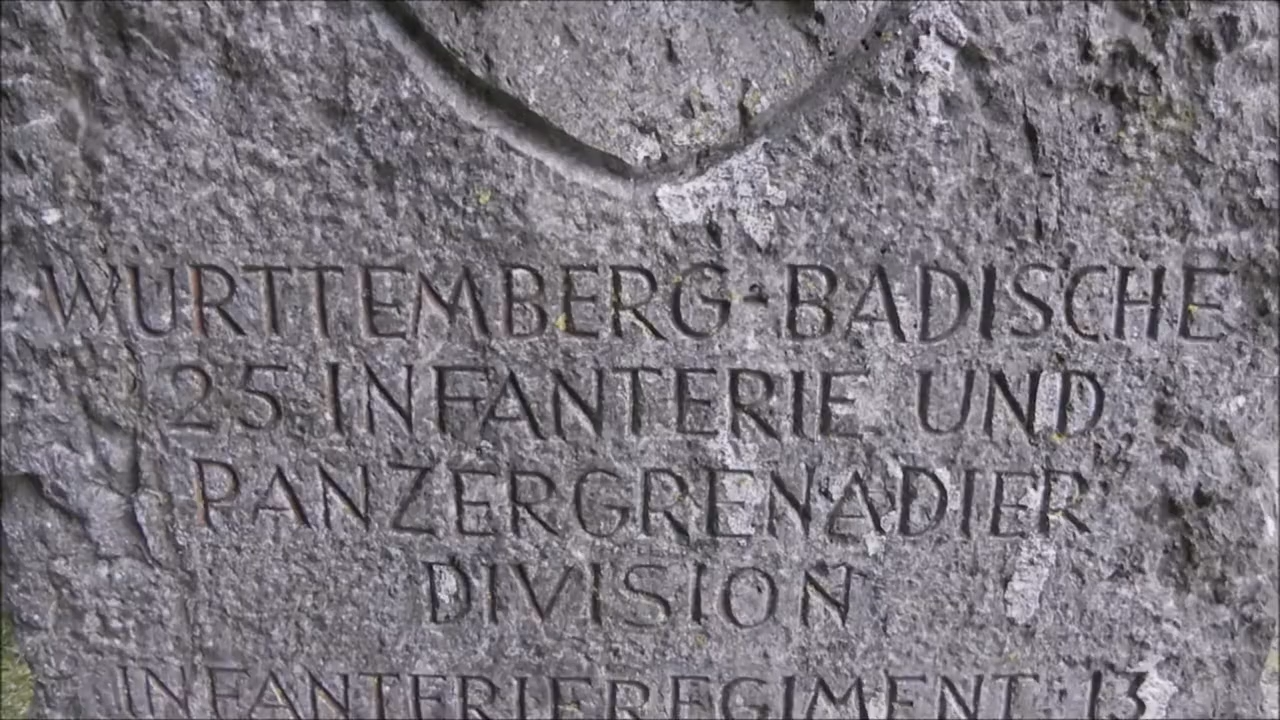 WURTTEMBERG-BADISCHE
25 INFANTERIE UND
PANZERGRENADIER
DIVISION
INFANTERIEREGIMENT 13